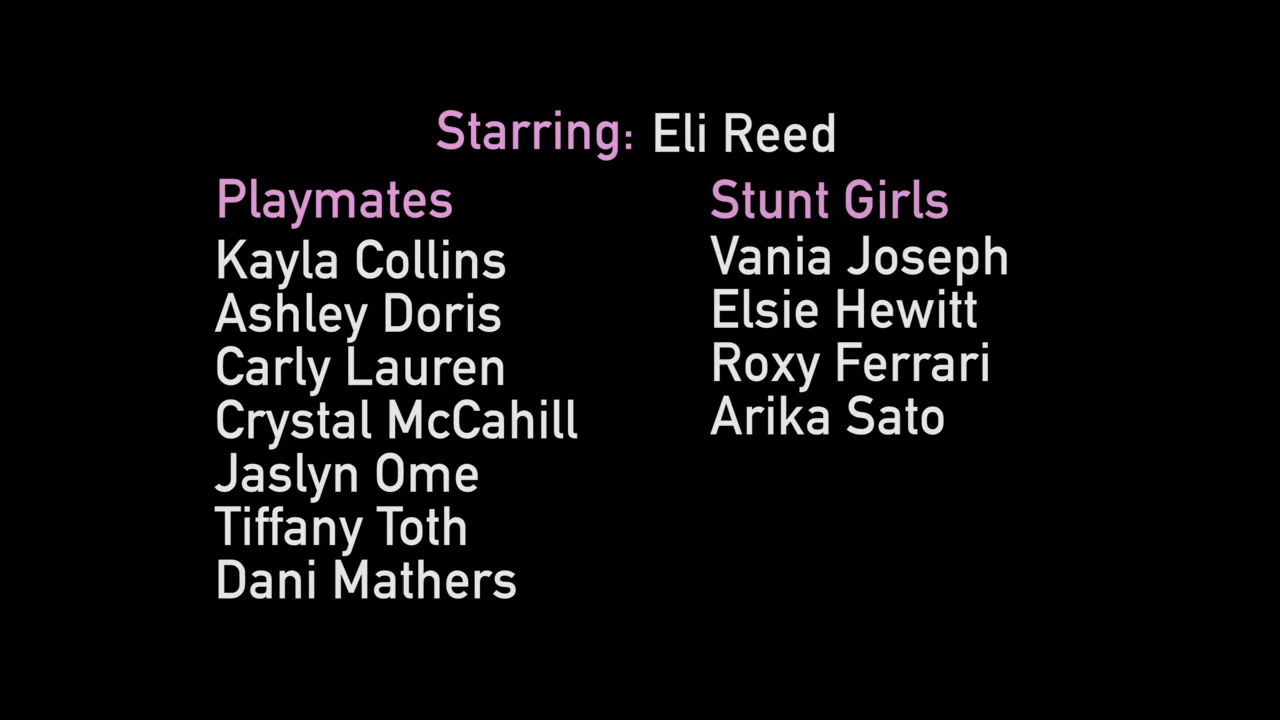 Starring: Eli Reed
Playmates
Kayla Collins
Ashley Doris
Carly Lauren
Crystal McCahill
Jaslyn Ome
Tiffany Toth
Dani Mathers
Stunt Girls
Vania Joseph
Elsie Hewitt
Roxy Ferrari
Arika Sato